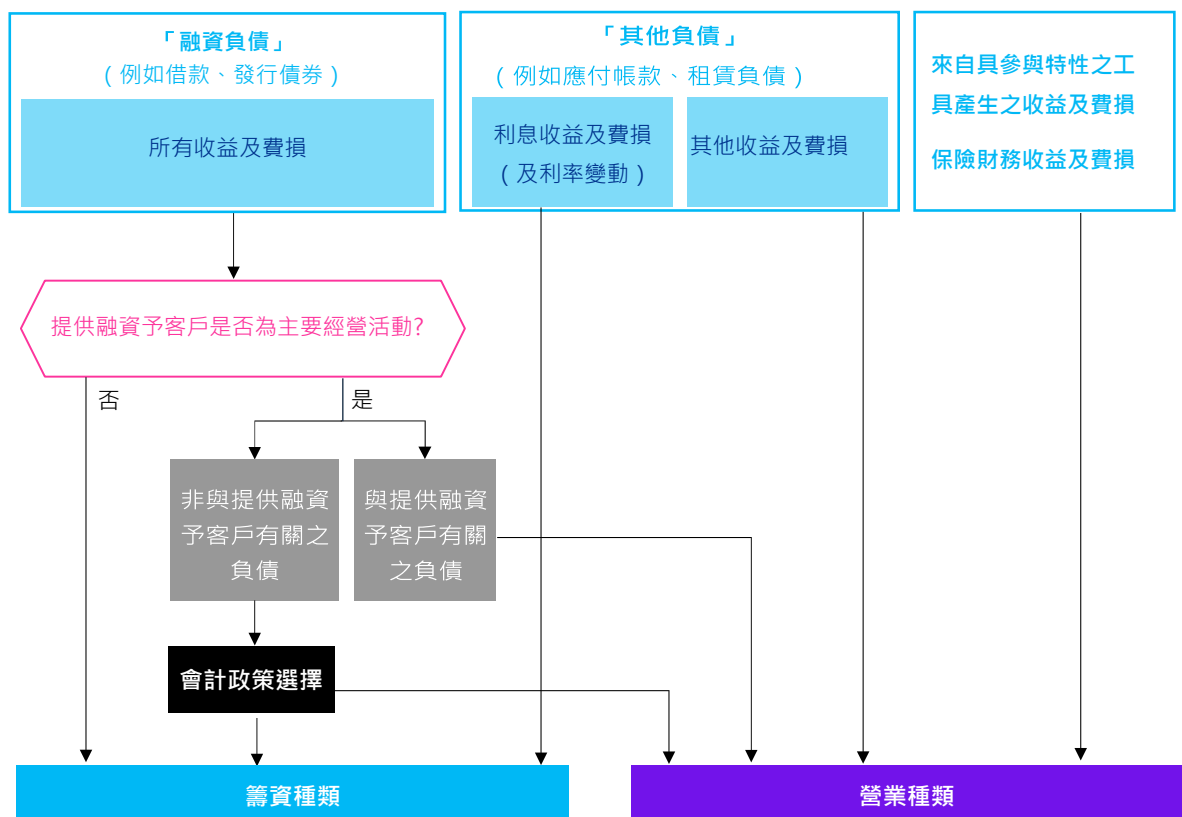 「融資負債」
(例如借款、發行債券)
所有收益及費損
「其他負債」
(例如應付帳款、租賃負債)
利息收益及費損
(及利率變動)
其他收益及費損
來自具參與特性之工
具產生之收益及費損
保險財務收益及費損
提供融資予客戶是否為主要經營活動?
否
是
非與提供融資
予客戶有關之
負債
與提供融資
予客戶有關
之負債
會計政策選擇
籌資種類
營業種類